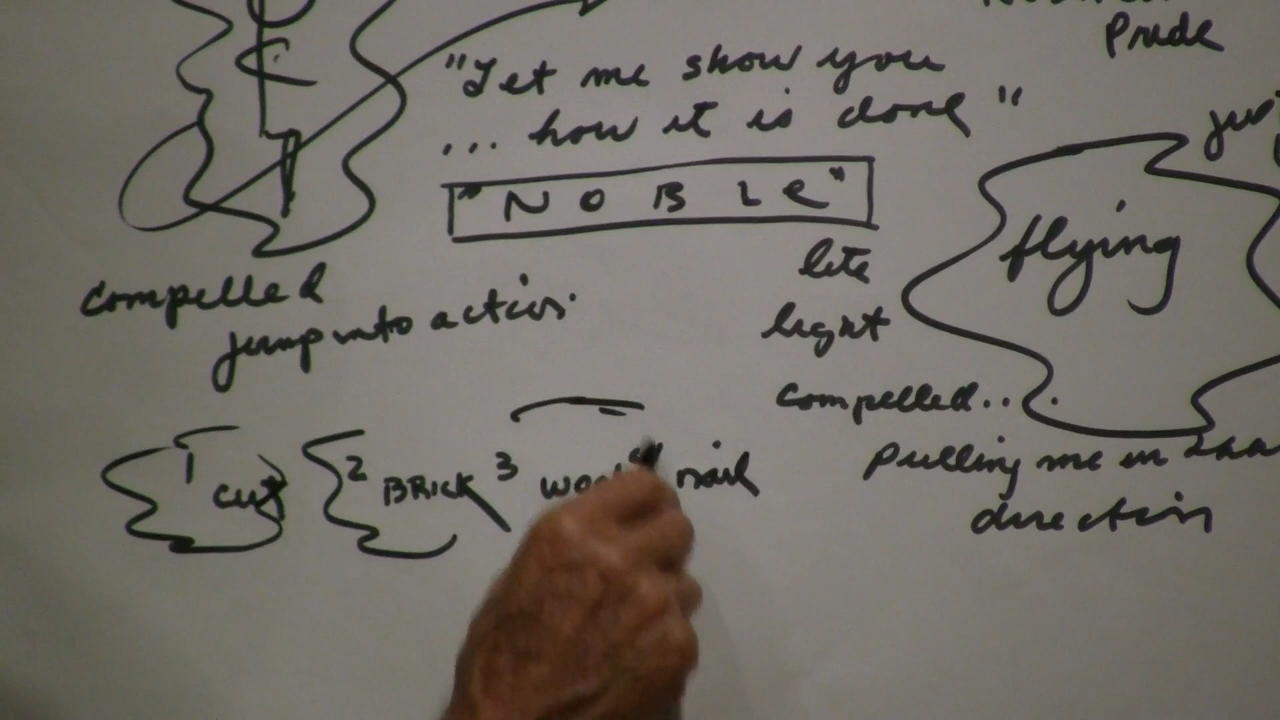 Pride
"Let me show you
... how it is done"
"NOBLE"
flying
lite
light
compelled
jump into action
compelled...
pulling me in
direction
1 cut 2 BRICK 3 nail